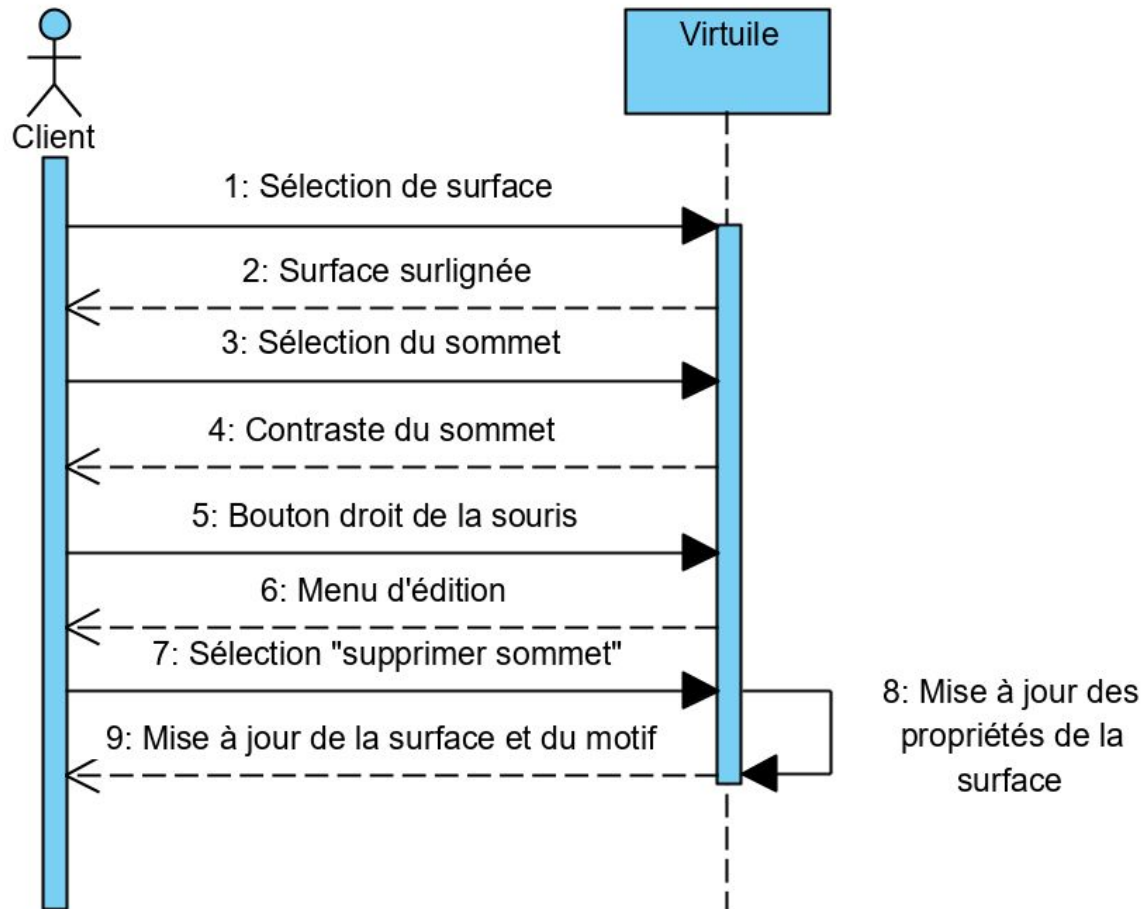 Virtuile
Client
1: Sélection de surface
2: Surface surlignée
3: Sélection du sommet
4: Contraste du sommet
5: Bouton droit de la souris
6: Menu d'édition
7: Sélection "supprimer sommet"
8: Mise à jour des
propriétés de la
surface
9: Mise à jour de la surface et du motif